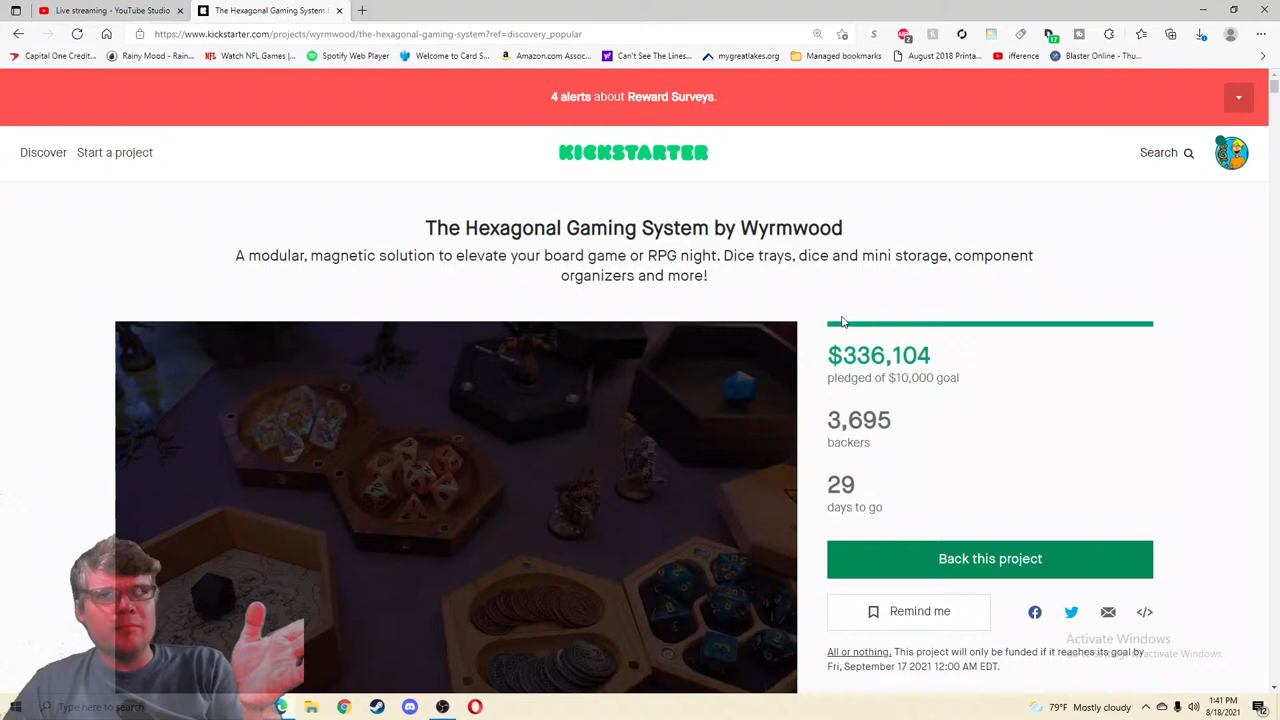 Live streaming - YouTube Studio
The Hexagonal Gaming System
https://www.kickstarter.com/projects/wyrmwood/the-hexagonal-gaming-system?ref=discovery_popular
Capital One Credit...
Rainy Mood - Rain...
Watch NFL Games |...
Spotify Web Player
Welcome to Card S...
Amazon.com Assoc...
Can't See The Lines...
mygreatlakes.org
Managed bookmarks
August 2018 Printa...
ifference
Blaster Online - Thu...
4 alerts about Reward Surveys.
Discover Start a project
KICKSTARTER
Search
The Hexagonal Gaming System by Wyrmwood
A modular, magnetic solution to elevate your board game or RPG night. Dice trays, dice and mini storage, component
organizers and more!
$336,104
pledged of $10,000 goal
3,695
backers
29
days to go
Back this project
Remind me
All or nothing. This project will only be funded if it reaches its goal by
Fri, September 17 2021 12:00 AM EDT.
Activate Windows
activate Windows.
Type here to search
79°F Mostly cloudy
1:41 PM
8/18/2021